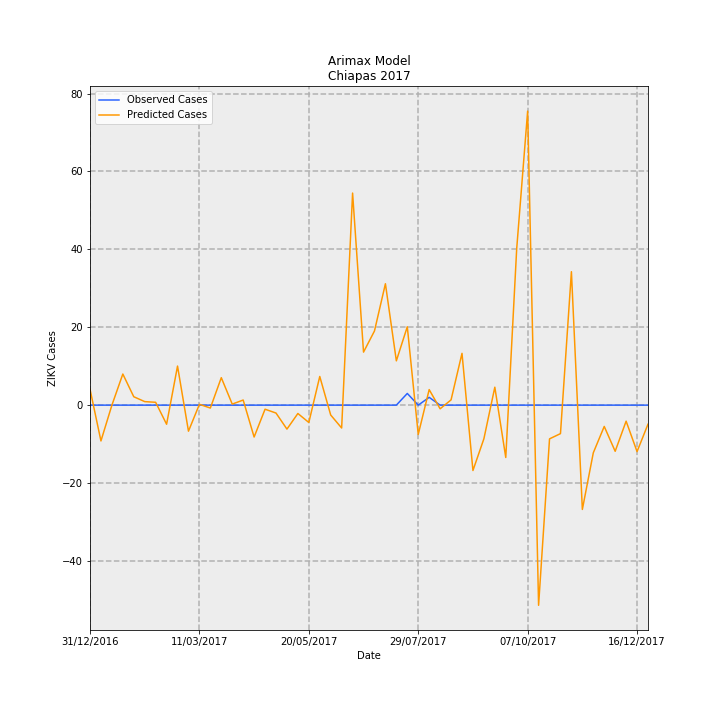 Arimax Model
Chiapas 2017
Observed Cases
Predicted Cases
80
60
40
20
0
−20
−40
ZIKV Cases
31/12/2016
11/03/2017
20/05/2017
29/07/2017
07/10/2017
16/12/2017
Date